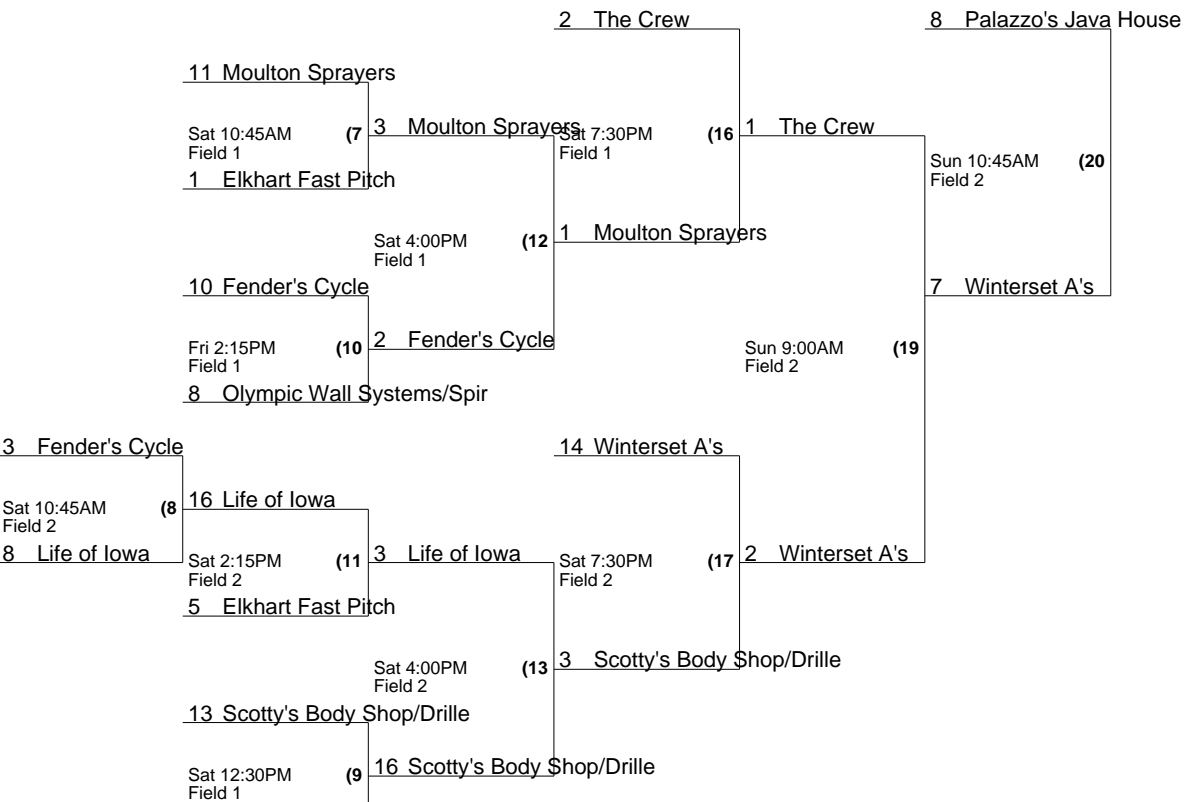 2 The Crew
8 Palazzo's Java House
11 Moulton Sprayers
Sat 10:45AM (7
Field 1
3 Moulton Sprayers
Sat 7:30PM (16
Field 1
1 The Crew
Sun 10:45AM (20
Field 2
1 Elkhart Fast Pitch
Sat 4:00PM (12
Field 1
1 Moulton Sprayers
10 Fender's Cycle
7 Winterset A's
Fri 2:15PM (10
Field 1
2 Fender's Cycle
Sun 9:00AM (19
Field 2
8 Olympic Wall Systems/Spir
3 Fender's Cycle
14 Winterset A's
Sat 10:45AM (8
Field 2
16 Life of Iowa
8 Life of Iowa
Sat 2:15PM (11
Field 2
3 Life of Iowa
Sat 7:30PM (17
Field 2
2 Winterset A's
5 Elkhart Fast Pitch
Sat 4:00PM (13
Field 2
3 Scotty's Body Shop/Drille
13 Scotty's Body Shop/Drille
Sat 12:30PM (9
Field 1
16 Scotty's Body Shop/Drille